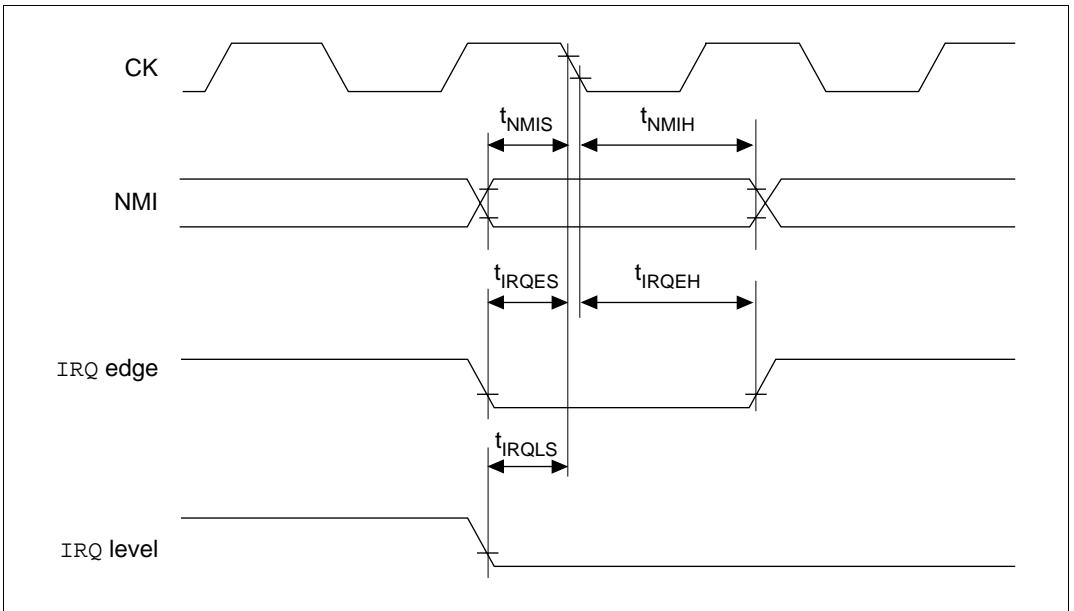 CK
tNMIS tNMIH
NMI
tIRQES tIRQEH
IRQ edge
tIRQLS
IRQ level